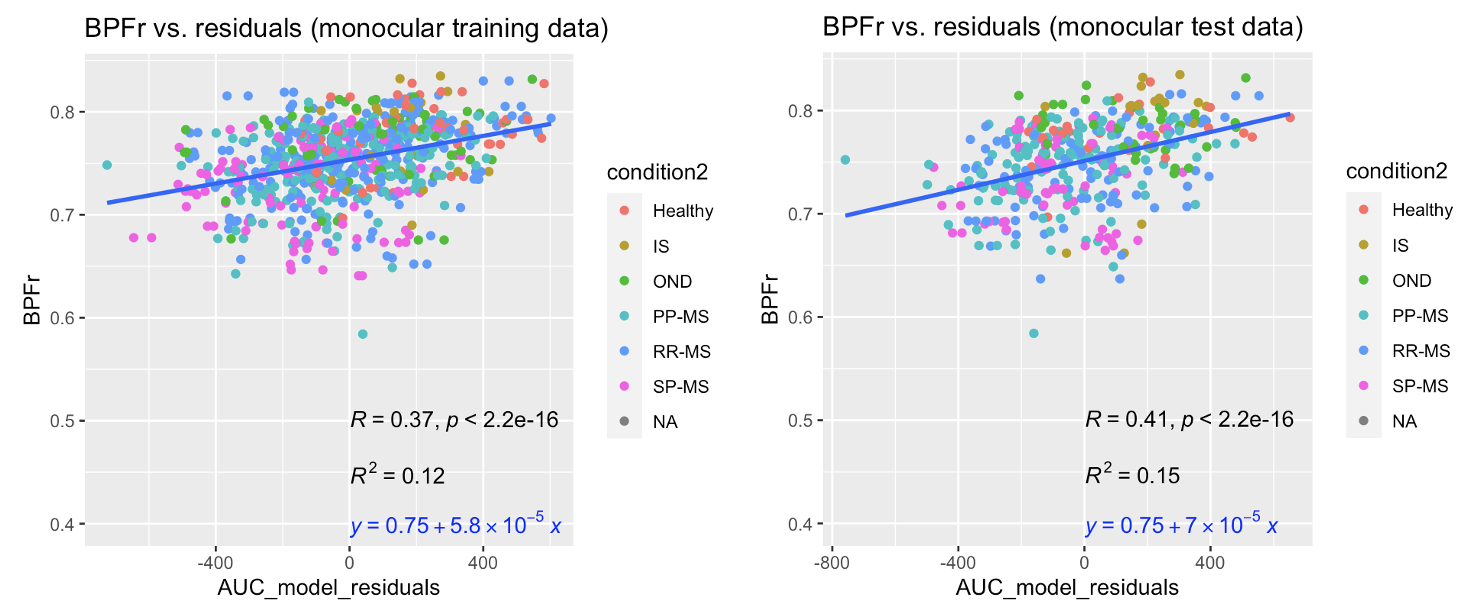 BPFr vs. residuals (monocular training data)
BPFr
0.8
0.7
0.6
0.5
0.4
R = 0.37, p < 2.2e-16
R² = 0.12
y = 0.75 + 5.8 × 10⁻⁵ x
-400 0 400
AUC_model_residuals
condition2
Healthy
IS
OND
PP-MS
RR-MS
SP-MS
NA
BPFr vs. residuals (monocular test data)
BPFr
0.8
0.7
0.6
0.5
0.4
R = 0.41, p < 2.2e-16
R² = 0.15
y = 0.75 + 7 × 10⁻⁵ x
-800 -400 0 400
AUC_model_residuals
condition2
Healthy
IS
OND
PP-MS
RR-MS
SP-MS
NA